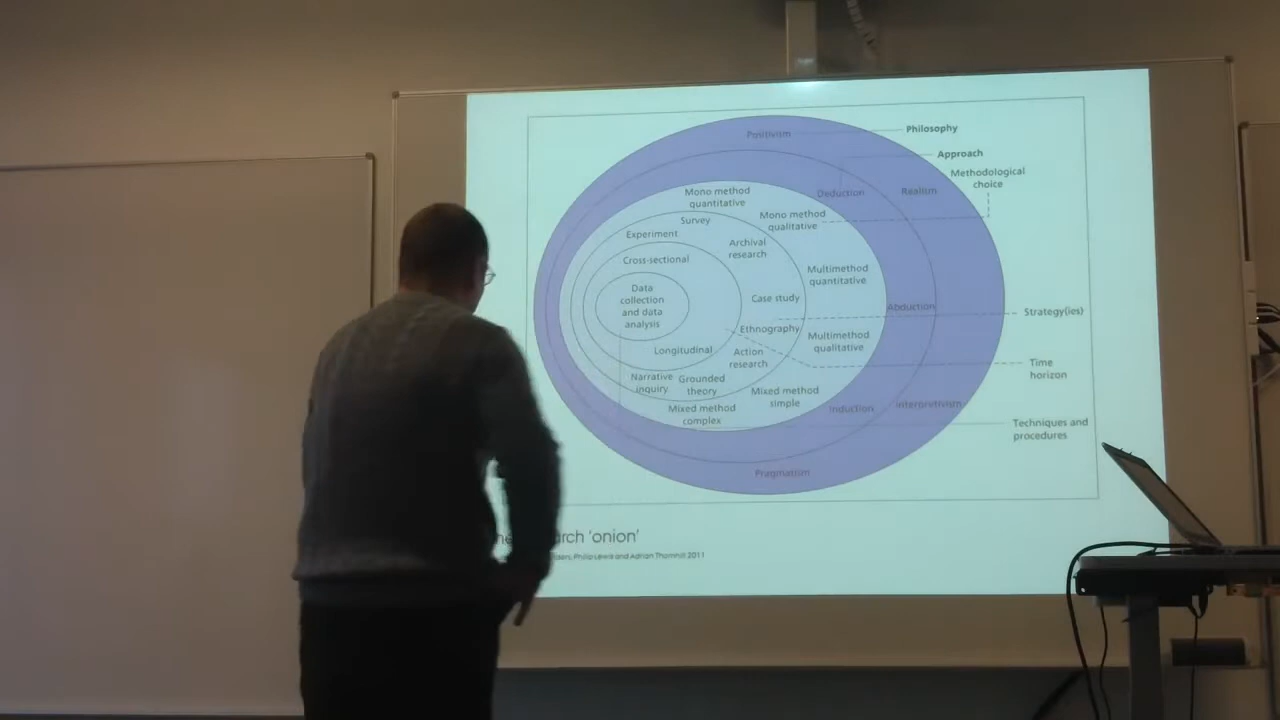 Positivism
Philosophy
Approach
Methodological
choice
Deduction
Realism
Mono method
quantitative
Mono method
qualitative
Survey
Experiment
Archival
research
Cross-sectional
Multimethod
quantitative
Data
collection
and data
analysis
Case study
Abduction
Strategy(ies)
Ethnography
Multimethod
qualitative
Longitudinal
Action
research
Time
horizon
Narrative
inquiry
Grounded
theory
Mixed method
simple
Mixed method
complex
Induction
Interpretivism
Techniques and
procedures
Pragmatism
'onion'
Philip Lewis and Adrian Thornhill 2011